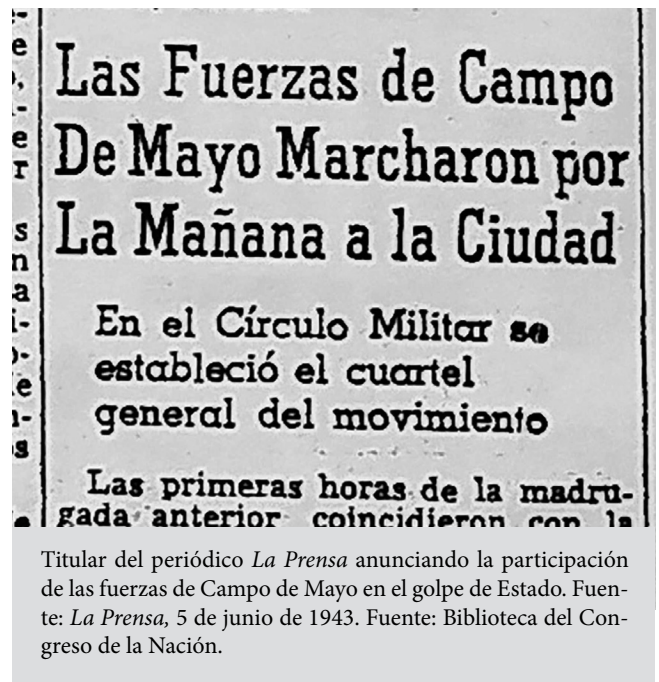 Las Fuerzas de Campo
De Mayo Marcharon por
La Mañana a la Ciudad
En el Círculo Militar se
estableció el cuartel
general del movimiento
Las primeras horas de la madru-
gada anterior coincidieron con la
Titular del periódico La Prensa anunciando la participación
de las fuerzas de Campo de Mayo en el golpe de Estado. Fuen-
te: La Prensa, 5 de junio de 1943. Fuente: Biblioteca del Con-
greso de la Nación.